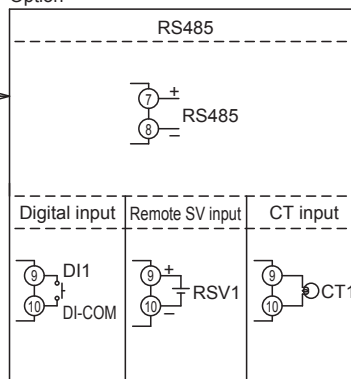 Option
RS485
7 +
RS485
8 −
Digital input Remote SV input CT input
9 DI1 9 + 9
RSV1 CT1
10 DI-COM 10 − 10